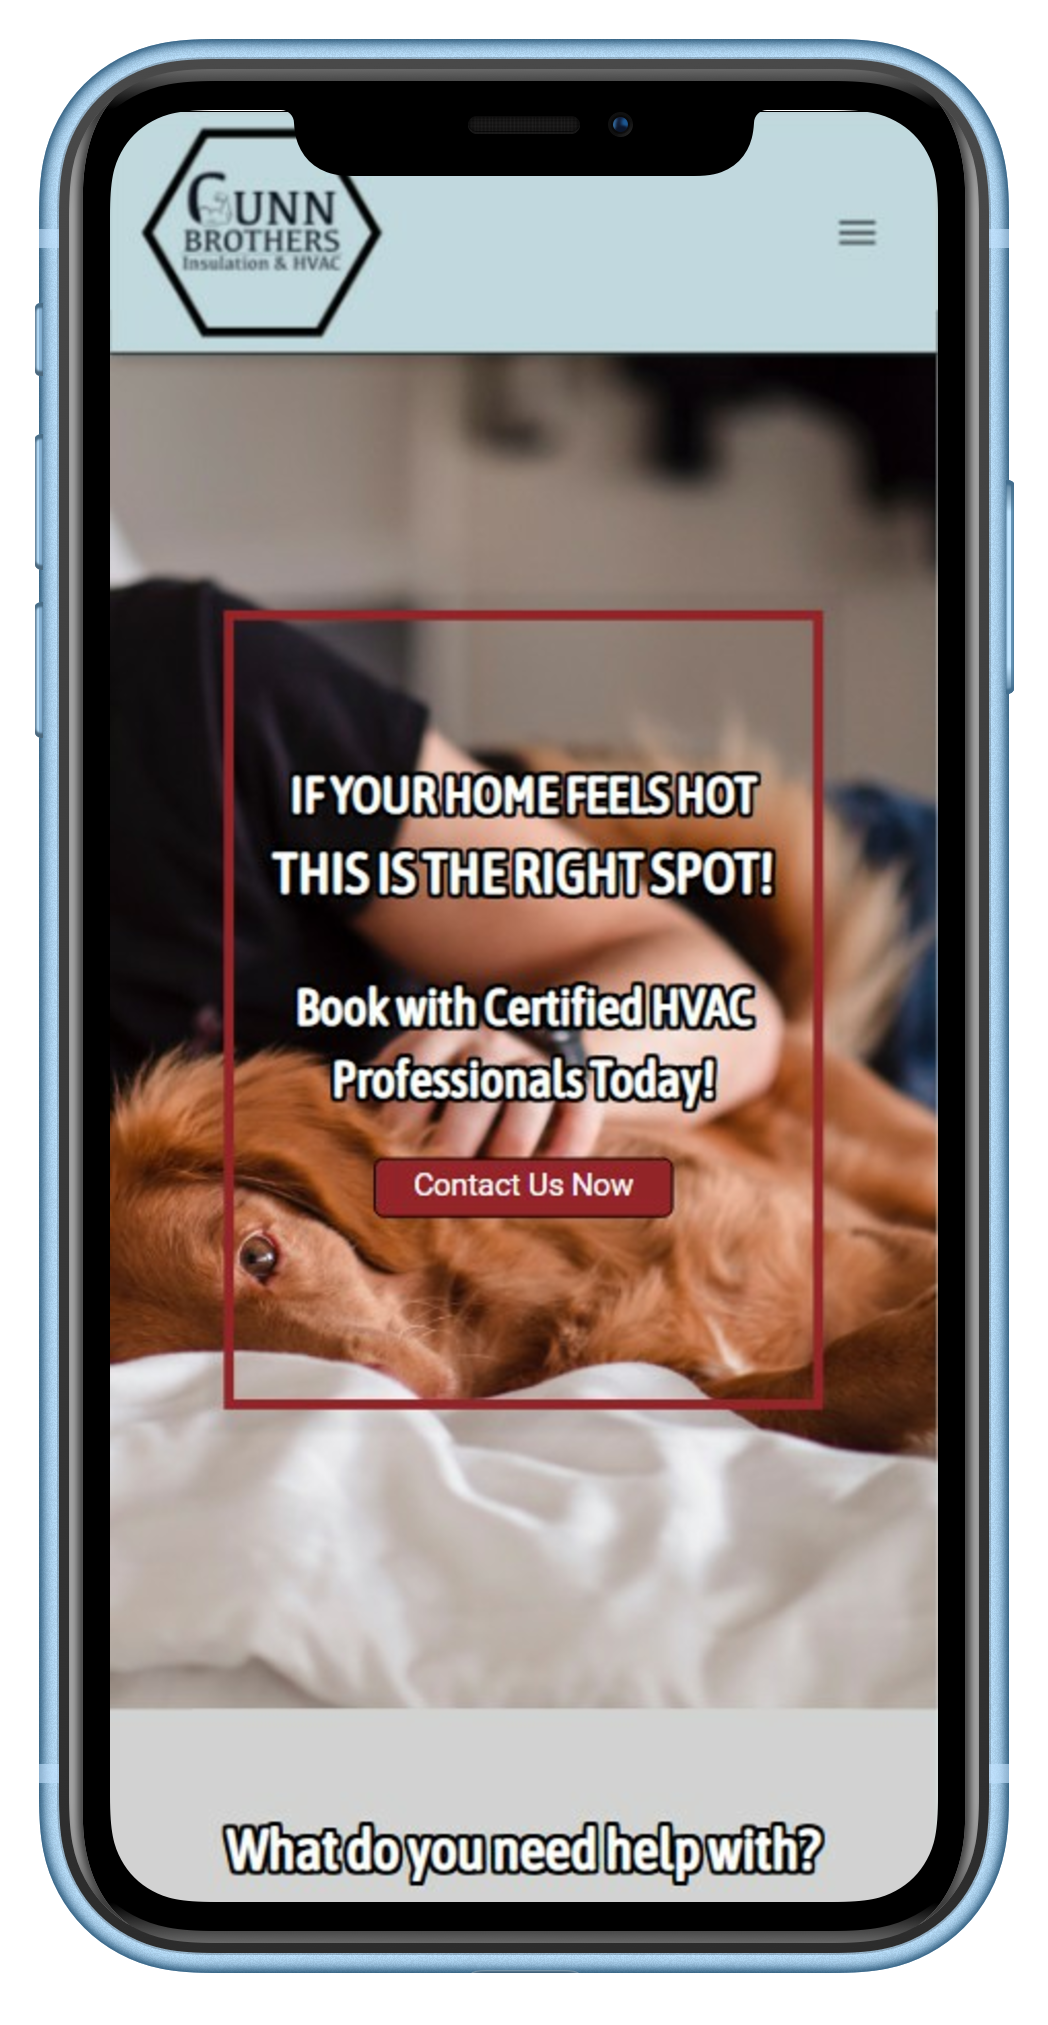 GUNN
BROTHERS
Insulation & HVAC
IF YOUR HOME FEELS HOT
THIS IS THE RIGHT SPOT!
Book with Certified HVAC
Professionals Today!
Contact Us Now
What do you need help with?